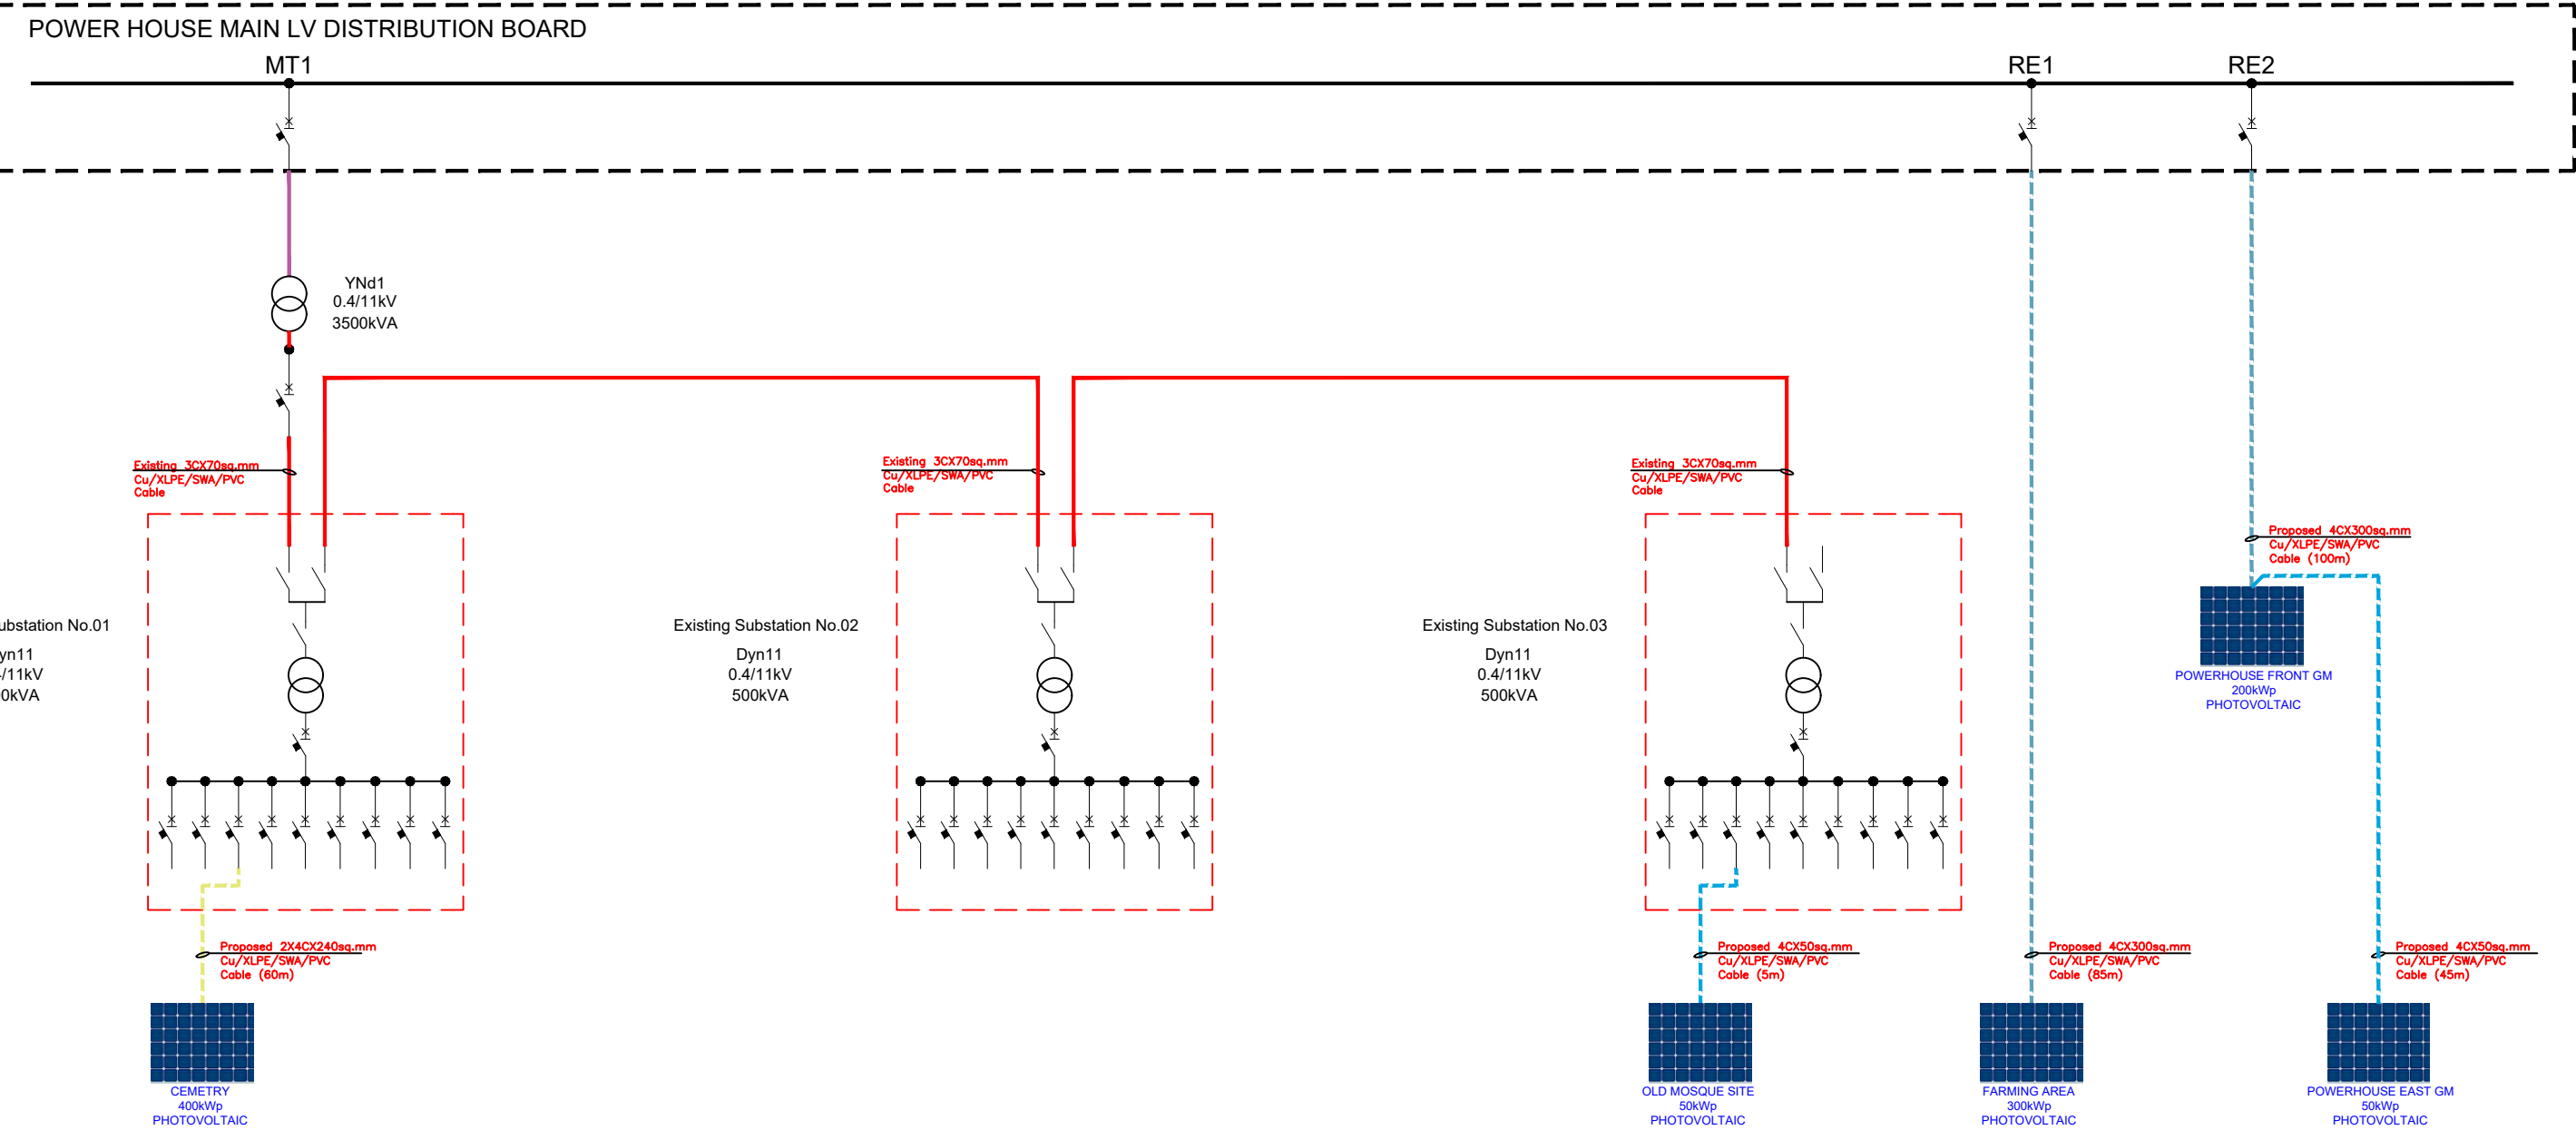 POWER HOUSE MAIN LV DISTRIBUTION BOARD
MT1
RE1
RE2
YNd1
0.4/11kV
3500kVA
Existing 3CX70sq.mm
Cu/XLPE/SWA/PVC
Cable
Existing 3CX70sq.mm
Cu/XLPE/SWA/PVC
Cable
Existing 3CX70sq.mm
Cu/XLPE/SWA/PVC
Cable
Proposed 4CX300sq.mm
Cu/XLPE/SWA/PVC
Cable (100m)
ubstation No.01
yn11
/11kV
0kVA
Existing Substation No.02
Dyn11
0.4/11kV
500kVA
Existing Substation No.03
Dyn11
0.4/11kV
500kVA
POWERHOUSE FRONT GM
200kWp
PHOTOVOLTAIC
Proposed 2X4CX240sq.mm
Cu/XLPE/SWA/PVC
Cable (60m)
Proposed 4CX50sq.mm
Cu/XLPE/SWA/PVC
Cable (5m)
Proposed 4CX300sq.mm
Cu/XLPE/SWA/PVC
Cable (85m)
Proposed 4CX50sq.mm
Cu/XLPE/SWA/PVC
Cable (45m)
CEMETRY
400kWp
PHOTOVOLTAIC
OLD MOSQUE SITE
50kWp
PHOTOVOLTAIC
FARMING AREA
300kWp
PHOTOVOLTAIC
POWERHOUSE EAST GM
50kWp
PHOTOVOLTAIC